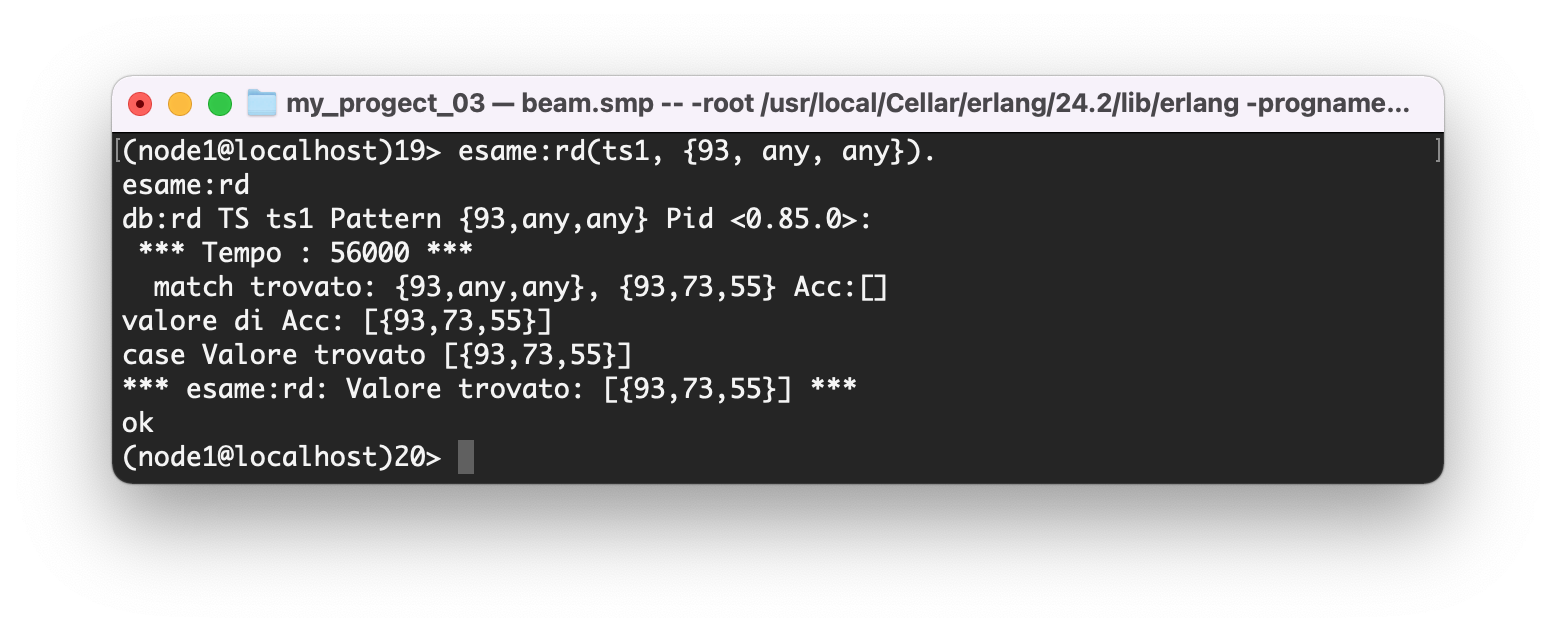 my_progect_03 — beam.smp -- -root /usr/local/Cellar/erlang/24.2/lib/erlang -progname...
[(node1@localhost)19> esame:rd(ts1, {93, any, any}). ]
esame:rd
db:rd TS ts1 Pattern {93,any,any} Pid <0.85.0>:
 *** Tempo : 56000 ***
  match trovato: {93,any,any}, {93,73,55} Acc:[]
valore di Acc: [{93,73,55}]
case Valore trovato [{93,73,55}]
*** esame:rd: Valore trovato: [{93,73,55}] ***
ok
(node1@localhost)20>